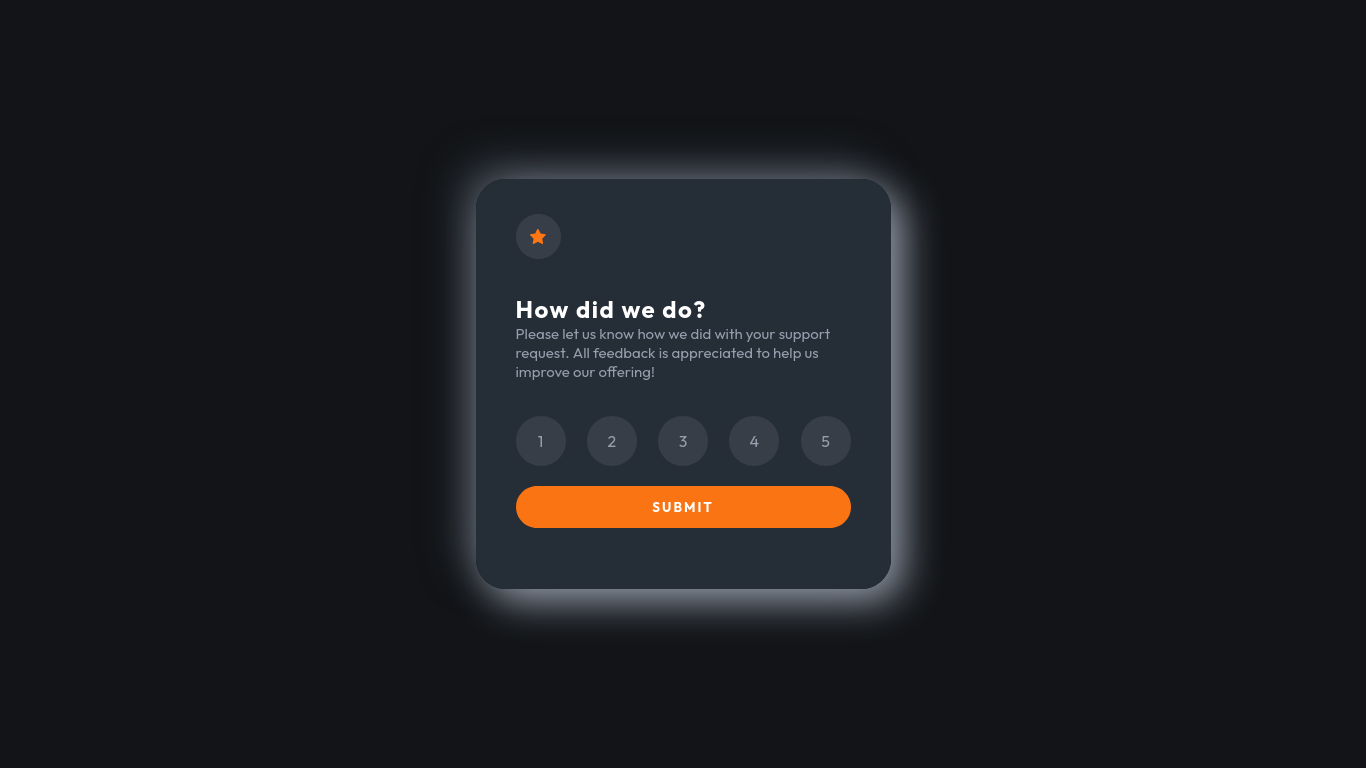 How did we do?
Please let us know how we did with your support
request. All feedback is appreciated to help us
improve our offering!
1 2 3 4 5
SUBMIT